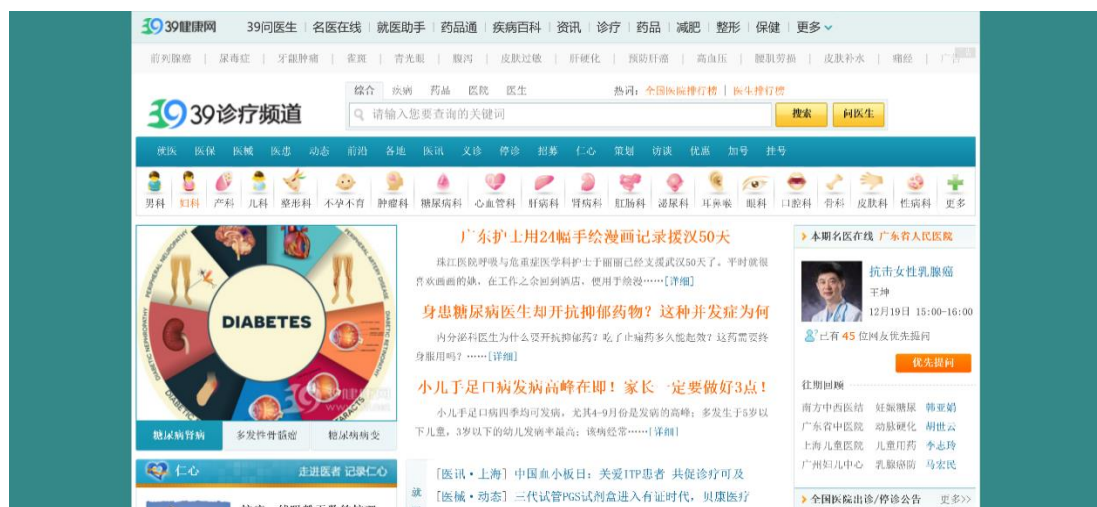 39健康网 39问医生 名医在线 就医助手 药品通 疾病百科 资讯 诊疗 药品 减肥 整形 保健 更多
前列腺癌 | 尿毒症 | 牙龈肿痛 | 雀斑 | 青光眼 | 腹泻 | 皮肤过敏 | 肝硬化 | 预防肝癌 | 高血压 | 腰肌劳损 | 皮肤补水 | 痛经
综合 疾病 药品 医院 医生 热词: 全国医院排行榜 | 医生排行榜
39诊疗频道 请输入您要查询的关键词 搜索 问医生
就医 医保 医械 医患 动态 前沿 各地 医讯 义诊 停诊 招募 仁心 策划 访谈 优惠 加号 挂号
男科 妇科 产科 儿科 整形科 不孕不育 肿瘤科 糖尿病科 心血管科 肝病科 肾病科 肛肠科 泌尿科 耳鼻喉 眼科 口腔科 骨科 皮肤科 性病科 更多
PERIPHERAL NEUROPATHY
PERIPHERAL ARTERY DISEASE
DIABETIC NEPHROPATHY
DIABETES
糖尿病肾病 多发性骨髓瘤 糖尿病病变
仁心 走进医者 记录仁心
广东护士用24幅手绘漫画记录援汉50天
珠江医院呼吸与危重症医学科护士于丽丽已经支援武汉50天了。平时就很
喜欢画画的她，在工作之余回到酒店，便用手绘漫……[详细]
身患糖尿病医生却开抗抑郁药物？这种并发症为何
内分泌科医生为什么要开抗抑郁药？吃了止痛药多久能起效？这药需要终
身服用吗？……[详细]
小儿手足口病发病高峰在即！家长一定要做好3点！
小儿手足口病四季均可发病，尤其4-9月份是发病的高峰；多发生于5岁以
下儿童，3岁以下的幼儿发病率最高；该病经常……[详细]
就
[医讯·上海] 中国血小板日：关爱ITP患者 共促诊疗可及
[医械·动态] 三代试管PGS试剂盒进入有证时代，贝康医疗
本期名医在线 广东省人民医院
抗击女性乳腺癌
王坤
12月19日 15:00-16:00
已有 45 位网友优先提问
优先提问
往期回顾
南方中西医结 妊娠糖尿 韩亚娟
广东省中医院 动脉硬化 胡世云
上海儿童医院 儿童用药 李志玲
广州妇儿中心 乳腺癌防 马宏民
全国医院出诊/停诊公告 更多>>